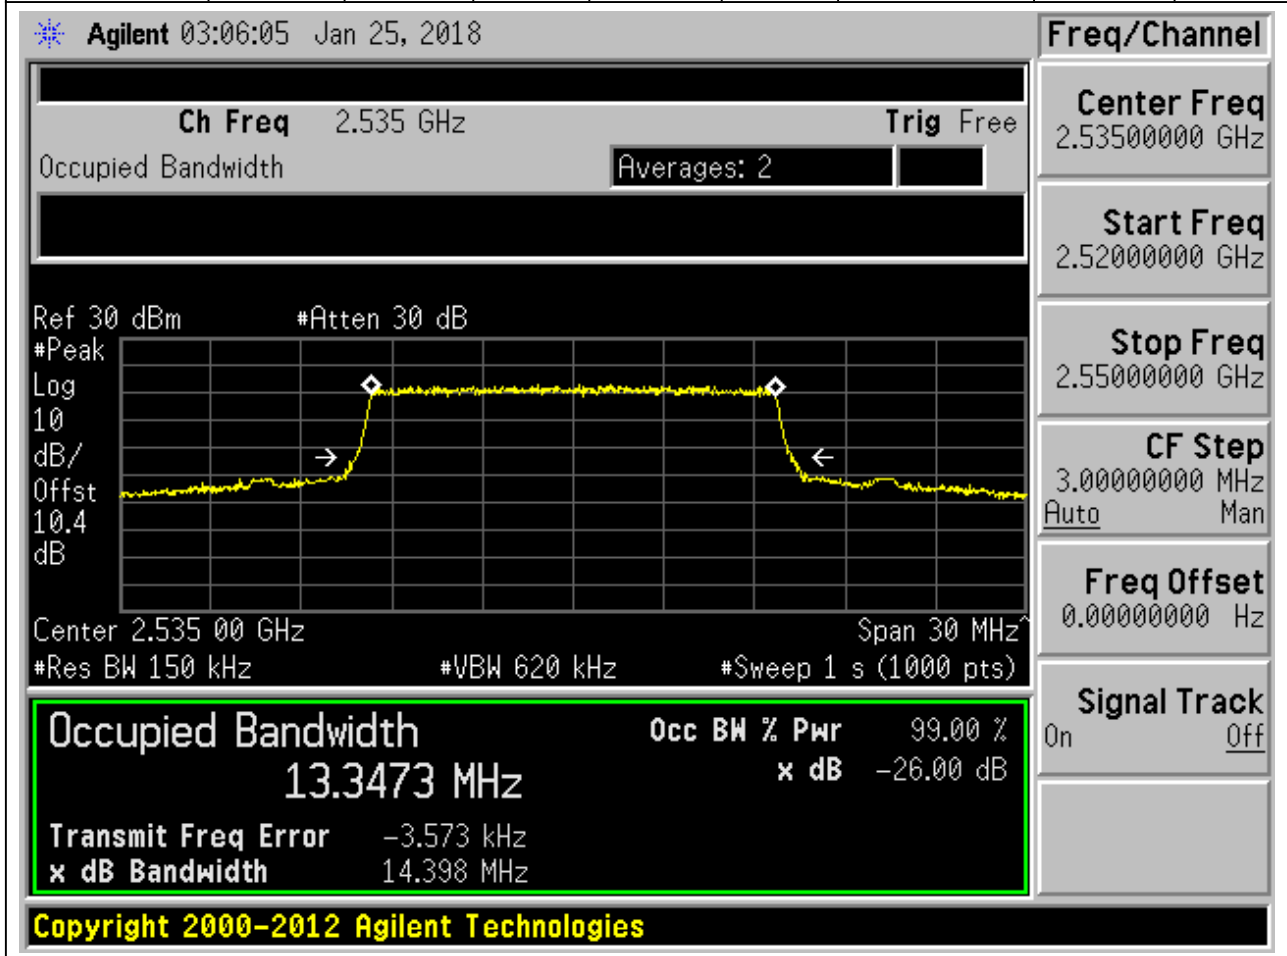 Agilent 03:06:05 Jan 25, 2018
Freq/Channel
Ch Freq 2.535 GHz Trig Free
Occupied Bandwidth Averages: 2
Center Freq
2.53500000 GHz
Start Freq
2.52000000 GHz
Stop Freq
2.55000000 GHz
CF Step
3.00000000 MHz
Auto Man
Freq Offset
0.00000000 Hz
Signal Track
On Off
Ref 30 dBm #Atten 30 dB
#Peak
Log
10
dB/
Offst
10.4
dB
Center 2.535 00 GHz Span 30 MHz^
#Res BW 150 kHz #VBW 620 kHz #Sweep 1 s (1000 pts)
Occupied Bandwidth Occ BW % Pwr 99.00 %
13.3473 MHz x dB -26.00 dB
Transmit Freq Error -3.573 kHz
x dB Bandwidth 14.398 MHz
Copyright 2000-2012 Agilent Technologies